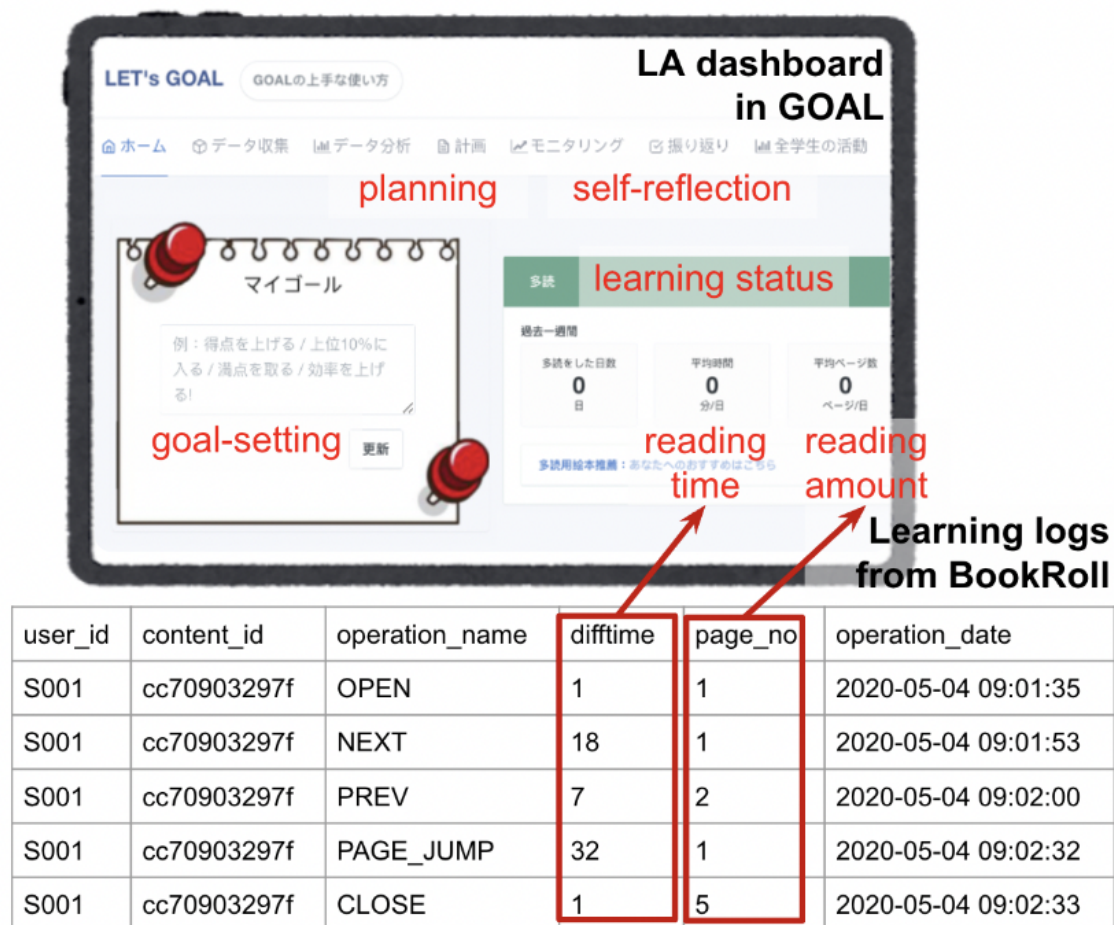 LA dashboard
in GOAL
LET's GOAL
GOALの上手な使い方
ホーム データ収集 データ分析 計画 モニタリング 振り返り 全学生の活動
planning self-reflection
マイゴール
例：得点を上げる / 上位10%に
入る / 満点を取る / 効率を上げ
る!
goal-setting
更新
多読 learning status
過去一週間
多読をした日数 平均時間 平均ページ数
0 0 0
日 分/日 ページ/日
多読用絵本推薦：あなたへのおすすめはこちら
reading reading
time amount
Learning logs
from BookRoll
user_id content_id operation_name difftime page_no operation_date
S001 cc70903297f OPEN 1 1 2020-05-04 09:01:35
S001 cc70903297f NEXT 18 1 2020-05-04 09:01:53
S001 cc70903297f PREV 7 2 2020-05-04 09:02:00
S001 cc70903297f PAGE_JUMP 32 1 2020-05-04 09:02:32
S001 cc70903297f CLOSE 1 5 2020-05-04 09:02:33